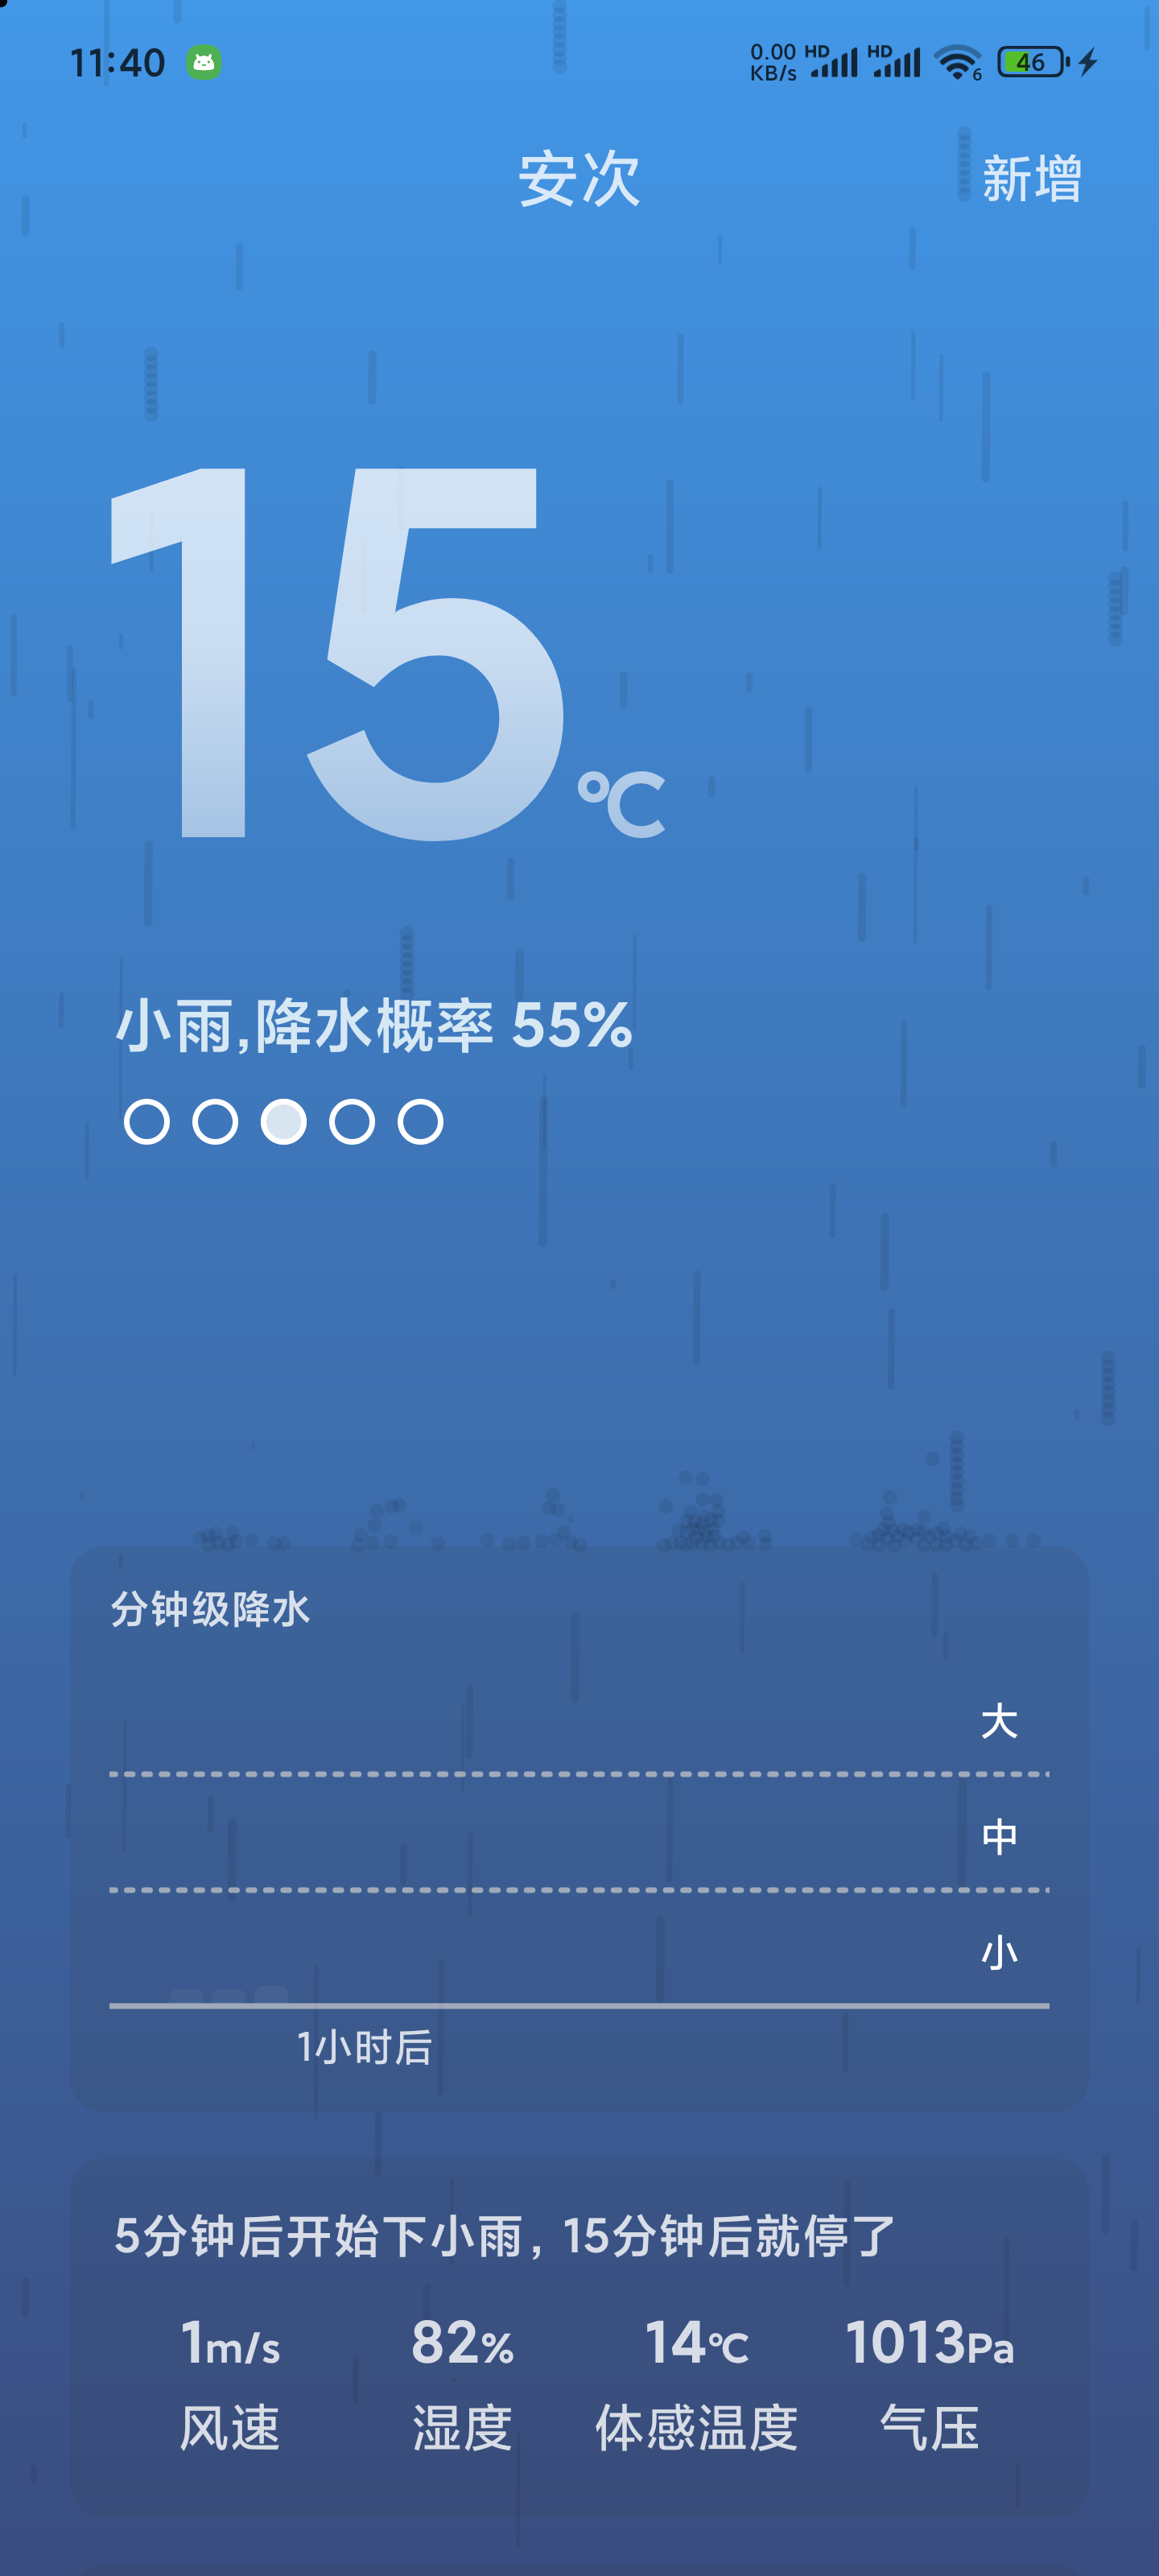 11:40
0.00 KB/s HD HD 6 46
安次
新增
15℃
小雨,降水概率 55%
分钟级降水
大
中
小
1小时后
5分钟后开始下小雨，15分钟后就停了
1m/s 82% 14℃ 1013Pa
风速 湿度 体感温度 气压